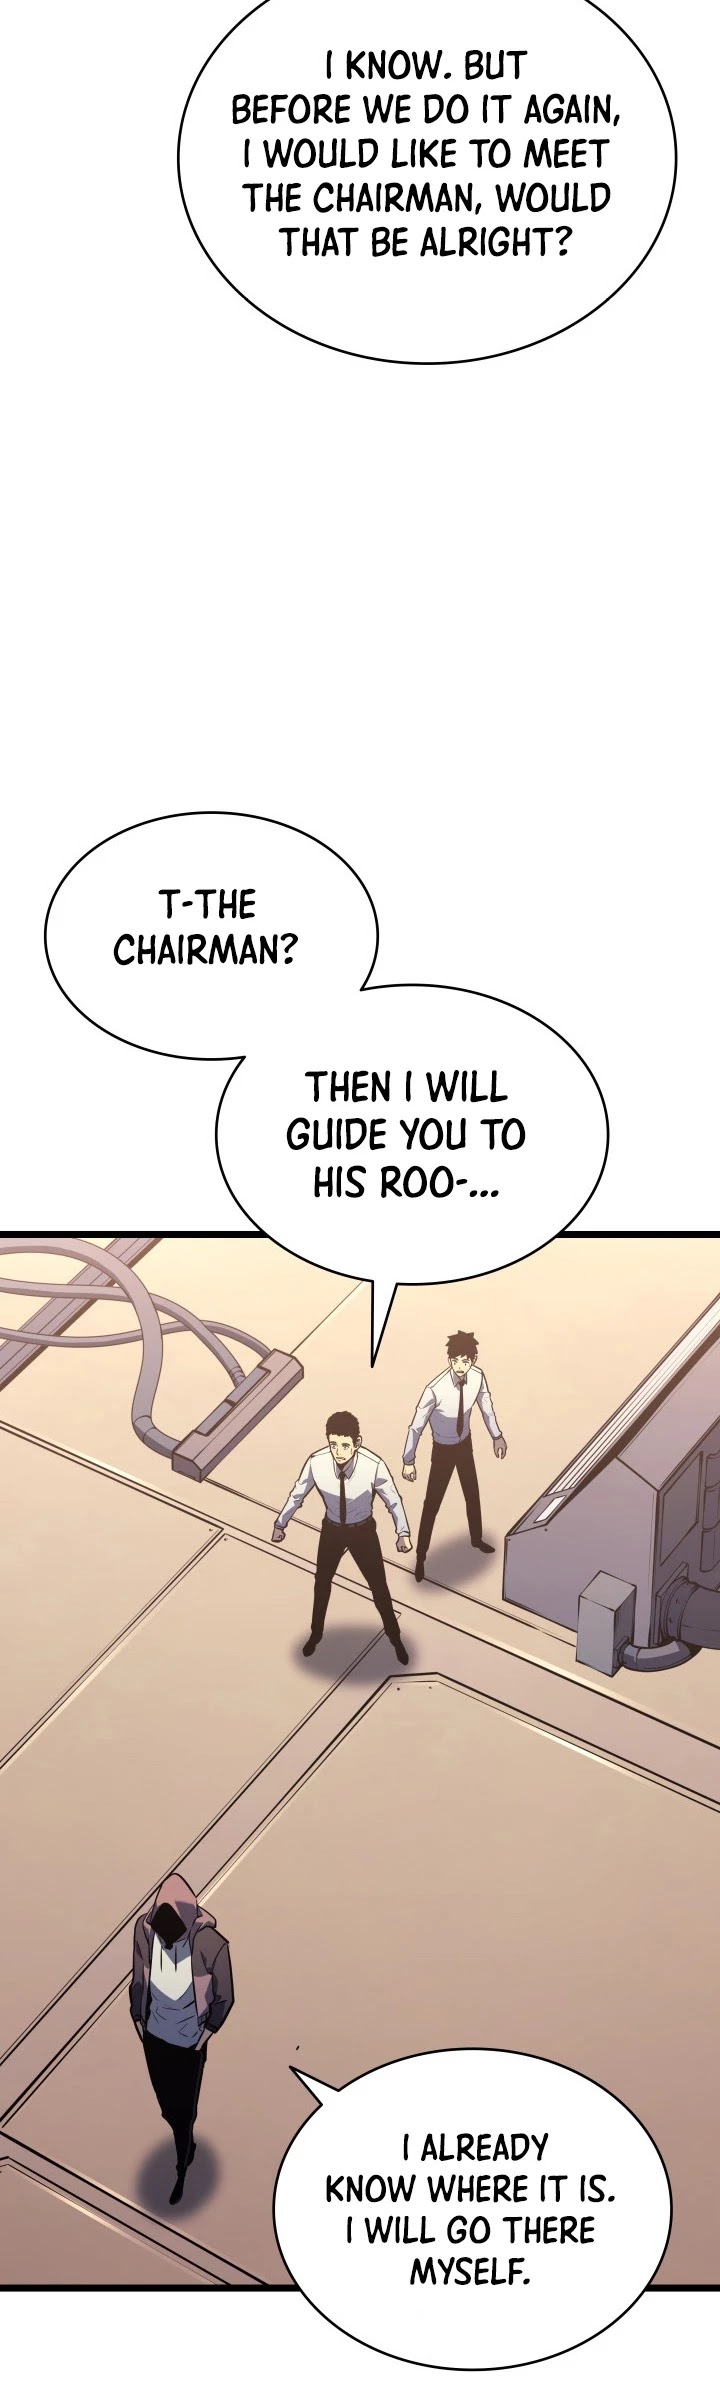 I KNOW. BUT
BEFORE WE DO IT AGAIN,
I WOULD LIKE TO MEET
THE CHAIRMAN, WOULD
THAT BE ALRIGHT?
T-THE
CHAIRMAN?
THEN I WILL
GUIDE YOU TO
HIS ROO-...
I ALREADY
KNOW WHERE IT IS.
I WILL GO THERE
MYSELF.